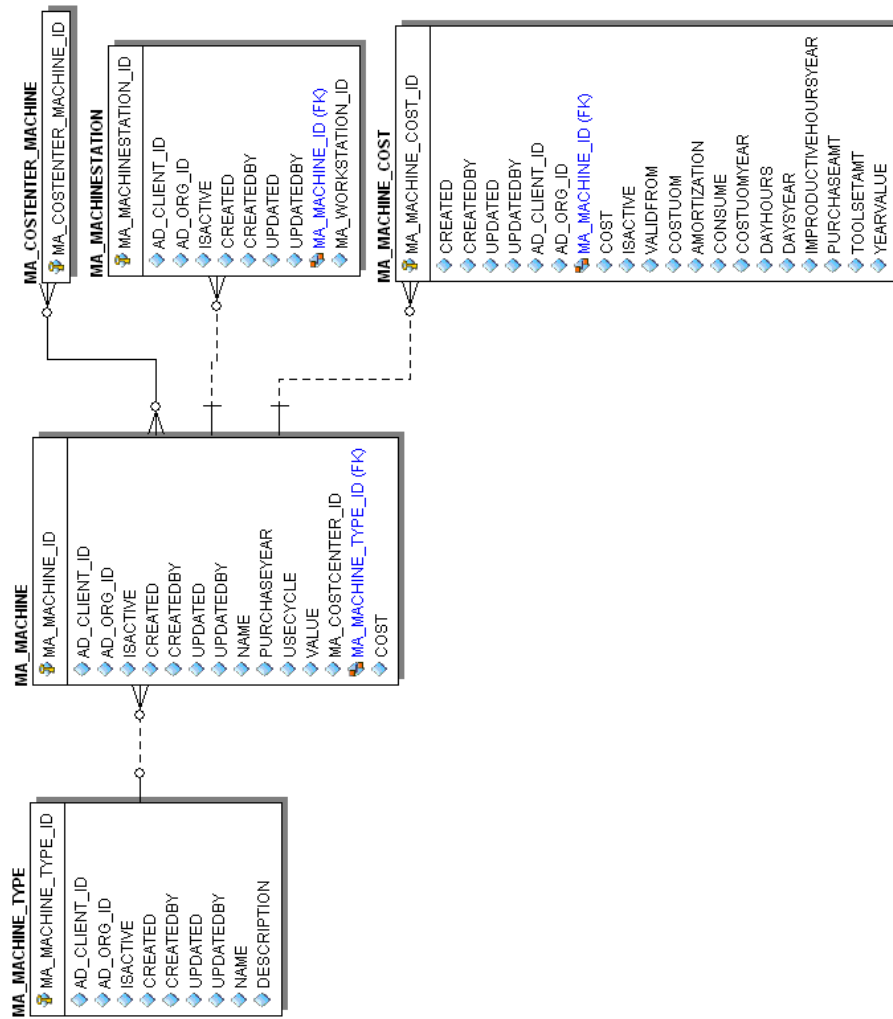 MA_MACHINE_TYPE
MA_MACHINE_TYPE_ID
AD_CLIENT_ID
AD_ORG_ID
ISACTIVE
CREATED
CREATEDBY
UPDATED
UPDATEDBY
NAME
DESCRIPTION
MA_MACHINE
MA_MACHINE_ID
AD_CLIENT_ID
AD_ORG_ID
ISACTIVE
CREATED
CREATEDBY
UPDATED
UPDATEDBY
NAME
PURCHASEYEAR
USECYCLE
VALUE
MA_COSTCENTER_ID
MA_MACHINE_TYPE_ID (FK)
COST
MA_COSTENTER_MACHINE
MA_COSTENTER_MACHINE_ID
MA_MACHINESTATION
MA_MACHINESTATION_ID
AD_CLIENT_ID
AD_ORG_ID
ISACTIVE
CREATED
CREATEDBY
UPDATED
UPDATEDBY
MA_MACHINE_ID (FK)
MA_WORKSTATION_ID
MA_MACHINE_COST
MA_MACHINE_COST_ID
CREATED
CREATEDBY
UPDATED
UPDATEDBY
AD_CLIENT_ID
AD_ORG_ID
MA_MACHINE_ID (FK)
COST
ISACTIVE
VALIDFROM
COSTUOM
AMORTIZATION
CONSUME
COSTUOMYEAR
DAYHOURS
DAYSYEAR
IMPRODUCTIVEHOURSYEAR
PURCHASEAMT
TOOLSETAMT
YEARVALUE